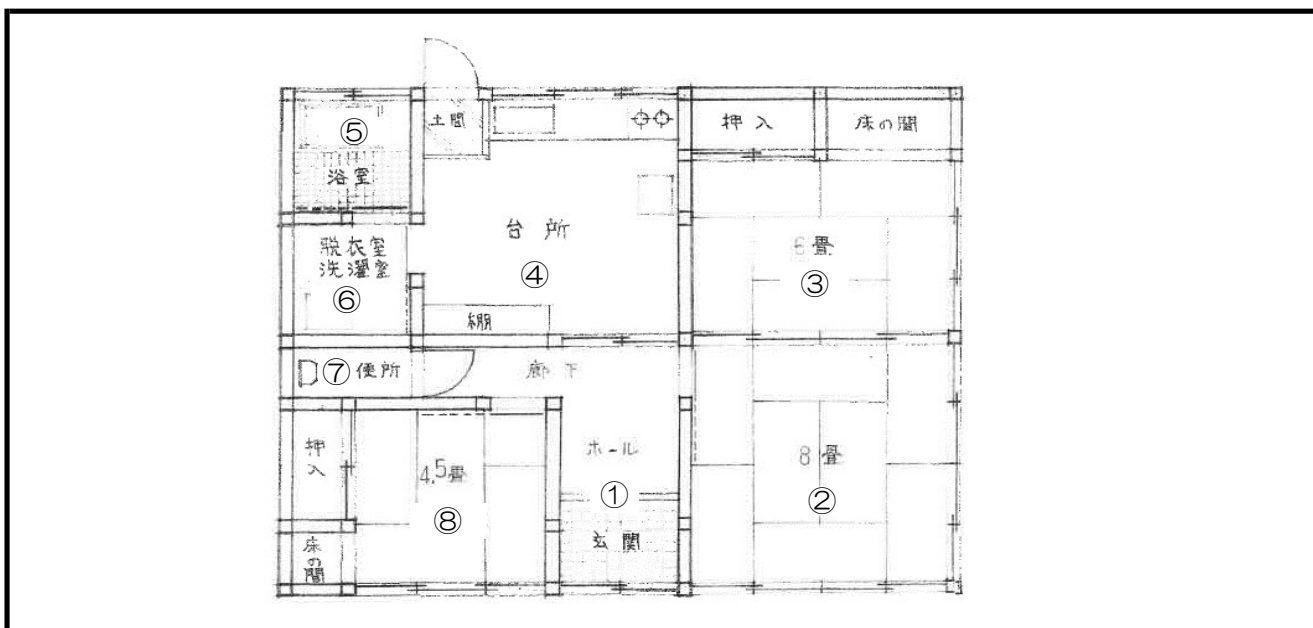 土間
押入
床の間
⑤
浴室
台所
④
6畳
③
脱衣室
洗濯室
⑥
棚
⑦便所
廊下
押入
4.5畳
⑧
床の間
ホール
①
玄関
8畳
②